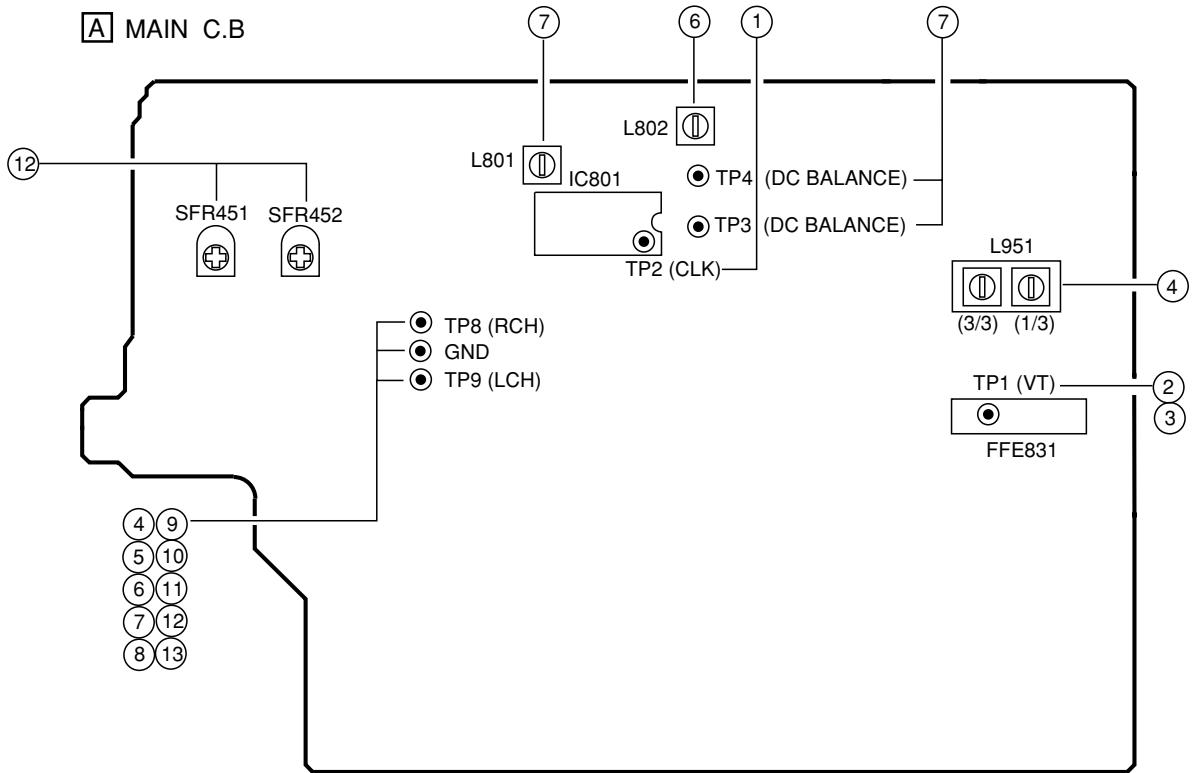 A MAIN C.B
7 6 1 7
L802
12
L801
IC801
TP4 (DC BALANCE)
SFR451 SFR452
TP3 (DC BALANCE)
TP2 (CLK)
L951
4
(3/3) (1/3)
TP8 (RCH)
GND
TP9 (LCH)
TP1 (VT)
2
3
FFE831
4 9
5 10
6 11
7 12
8 13